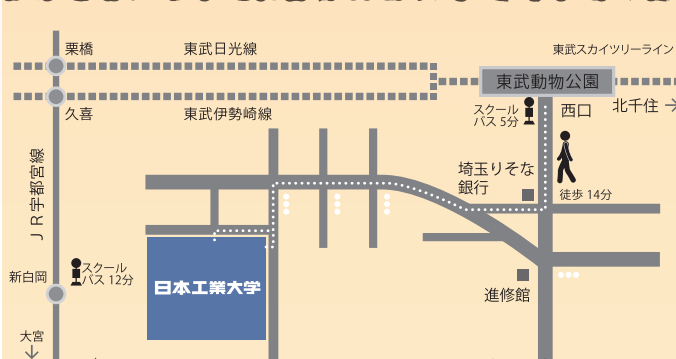 栗橋
東武日光線
東武スカイツリーライン
東武動物公園
久喜
東武伊勢崎線
スクール
バス 5分
西口
北千住
JR宇都宮線
埼玉りそな
銀行
徒歩 14分
スクール
バス 12分
新白岡
日本工業大学
進修館
大宮